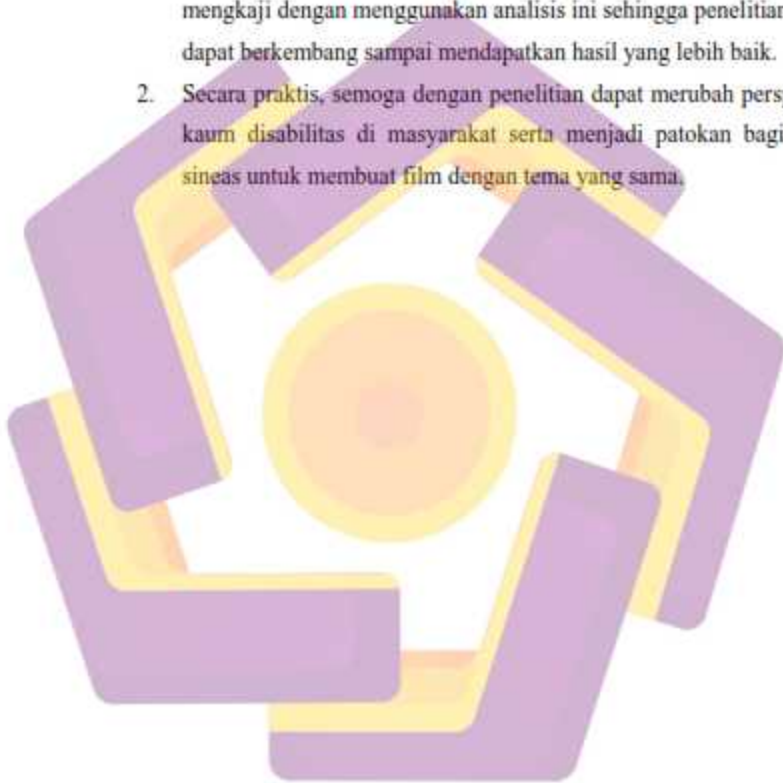 mengkaji dengan menggunakan analisis ini sehingga penelitian
dapat berkembang sampai mendapatkan hasil yang lebih baik.
2. Secara praktis, semoga dengan penelitian dapat merubah pers
kaum disabilitas di masyarakat serta menjadi patokan bagi
sineas untuk membuat film dengan tema yang sama.